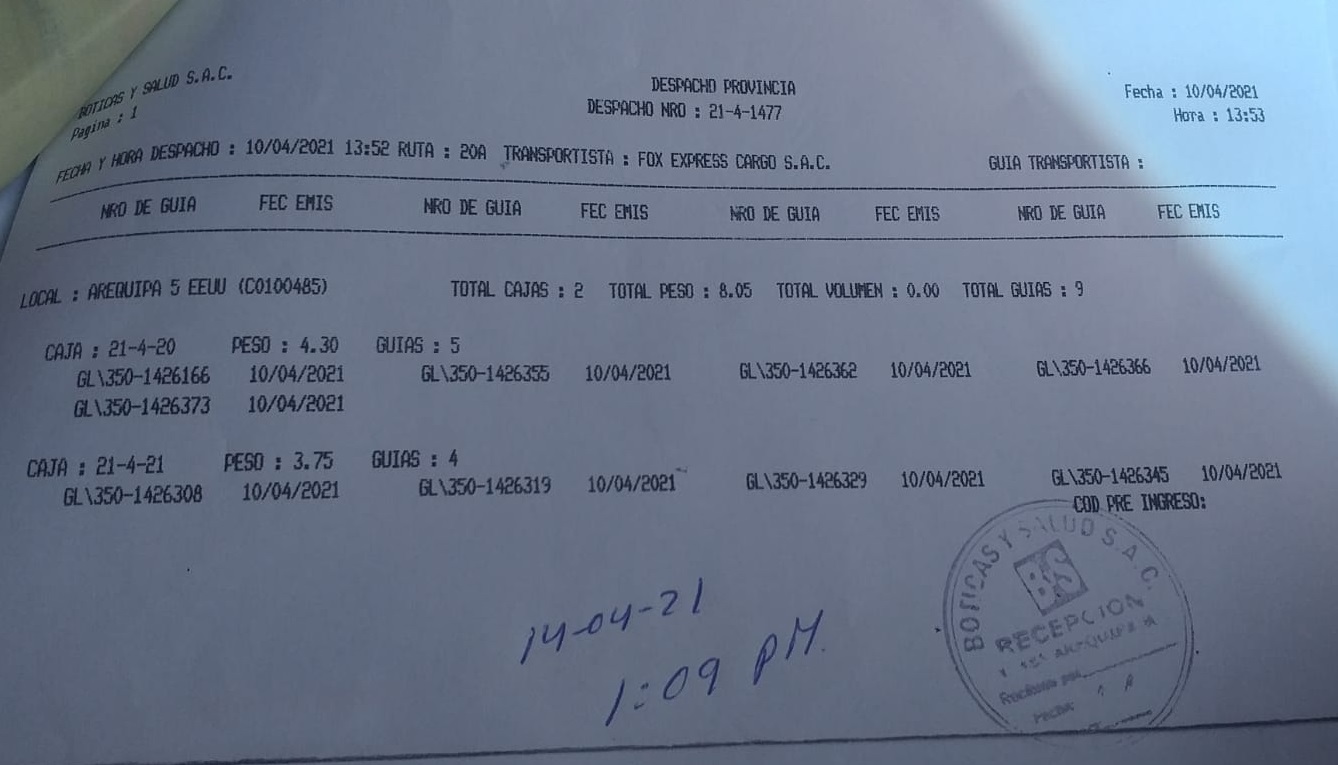 BOTICAS Y SALUD S.A.C.
Pagina : 1
DESPACHO PROVINCIA
DESPACHO NRO : 21-4-1477
Fecha : 10/04/2021
Hora : 13:53
FECHA Y HORA DESPACHO : 10/04/2021 13:52 RUTA : 20A TRANSPORTISTA : FOX EXPRESS CARGO S.A.C. GUIA TRANSPORTISTA :
NRO DE GUIA FEC EMIS NRO DE GUIA FEC EMIS NRO DE GUIA FEC EMIS NRO DE GUIA FEC EMIS
LOCAL : AREQUIPA 5 EEUU (C0100485) TOTAL CAJAS : 2 TOTAL PESO : 8.05 TOTAL VOLUMEN : 0.00 TOTAL GUIAS : 9
CAJA : 21-4-20 PESO : 4.30 GUIAS : 5
GL\350-1426166 10/04/2021 GL\350-1426355 10/04/2021 GL\350-1426362 10/04/2021 GL\350-1426366 10/04/2021
GL\350-1426373 10/04/2021
CAJA : 21-4-21 PESO : 3.75 GUIAS : 4
GL\350-1426308 10/04/2021 GL\350-1426319 10/04/2021 GL\350-1426329 10/04/2021 GL\350-1426345 10/04/2021
COD PRE INGRESO:
14-04-21
1:09 PM.
BOTICAS Y SALUD S.A.C.
BS
RECEPCION
AREQUIPA
FECHA: